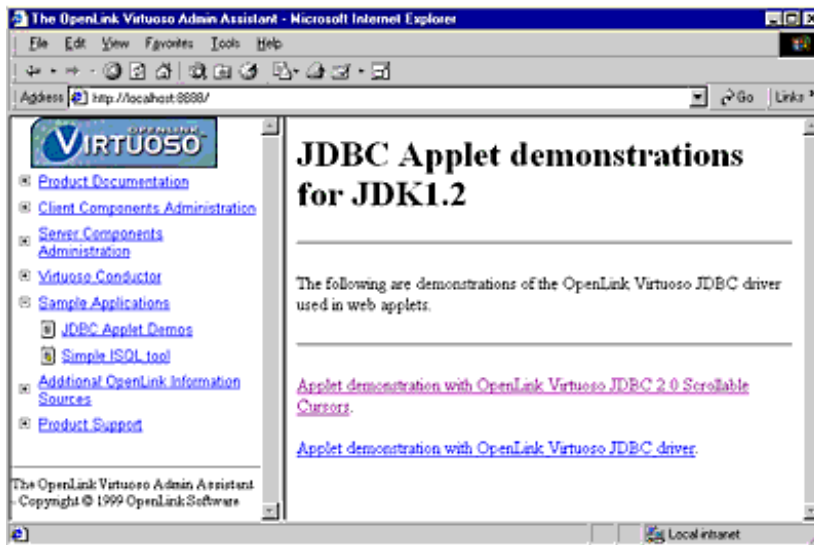 The OpenLink Virtuoso Admin Assistant - Microsoft Internet Explorer
File Edit View Favorites Tools Help
Address http://localhost:8888/ Go Links »
OPENLINK
VIRTUOSO
Product Documentation
Client Components Administration
Server Components
Administration
Virtuoso Conductor
Sample Applications
JDBC Applet Demos
Simple ISQL tool
Additional OpenLink Information
Sources
Product Support
The OpenLink Virtuoso Admin Assistant
- Copyright © 1999 OpenLink Software
JDBC Applet demonstrations
for JDK1.2
The following are demonstrations of the OpenLink Virtuoso JDBC driver
used in web applets.
Applet demonstration with OpenLink Virtuoso JDBC 2.0 Scrollable
Cursors.
Applet demonstration with OpenLink Virtuoso JDBC driver.
Local intranet